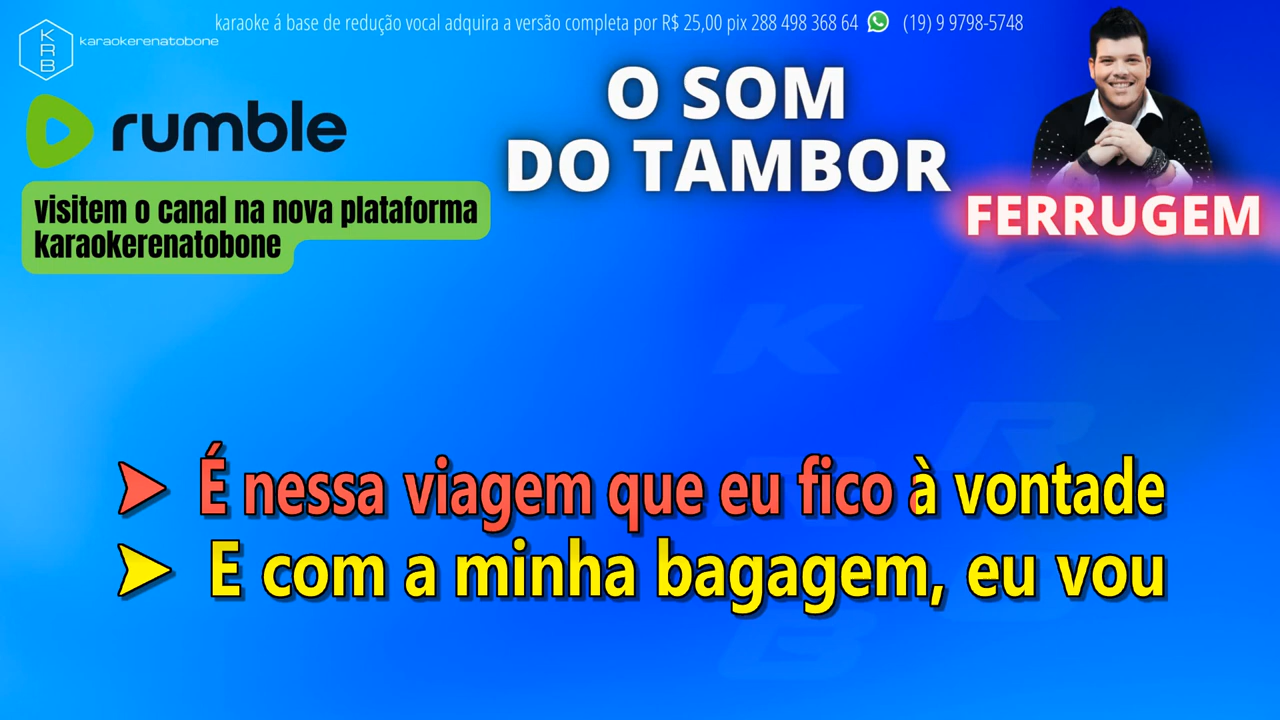 karaoke á base de redução vocal adquira a versão completa por R$ 25,00 pix 288 498 368 64 (19) 9 9798-5748
K
R
B
karaokerenatobone
O SOM
DO TAMBOR
rumble
visitem o canal na nova plataforma
karaokerenatobone
FERRUGEM
K
K
R
É nessa viagem que eu fico à vontade
E com a minha bagagem, eu vou
B